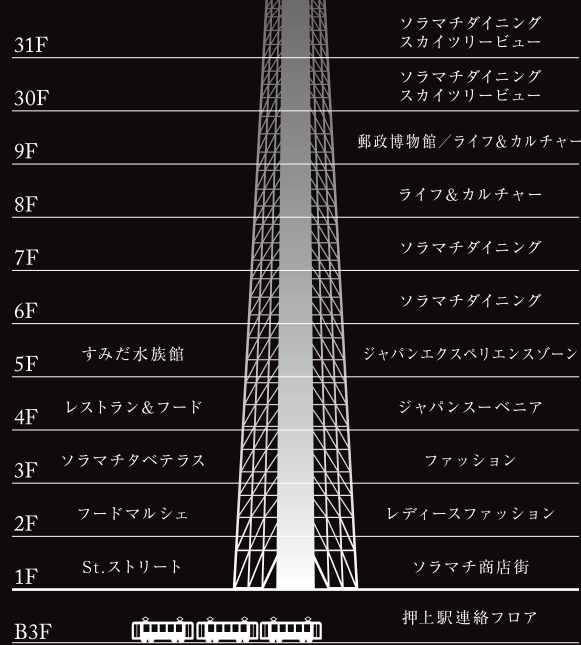 ソラマチダイニング
スカイツリービュー
31F
ソラマチダイニング
スカイツリービュー
30F
郵政博物館／ライフ&カルチャー
9F
ライフ&カルチャー
8F
ソラマチダイニング
7F
ソラマチダイニング
6F
すみだ水族館
ジャパンエクスペリエンスゾーン
5F
レストラン&フード
ジャパンスーベニア
4F
ソラマチタベテラス
ファッション
3F
フードマルシェ
レディースファッション
2F
St.ストリート
ソラマチ商店街
1F
押上駅連絡フロア
B3F